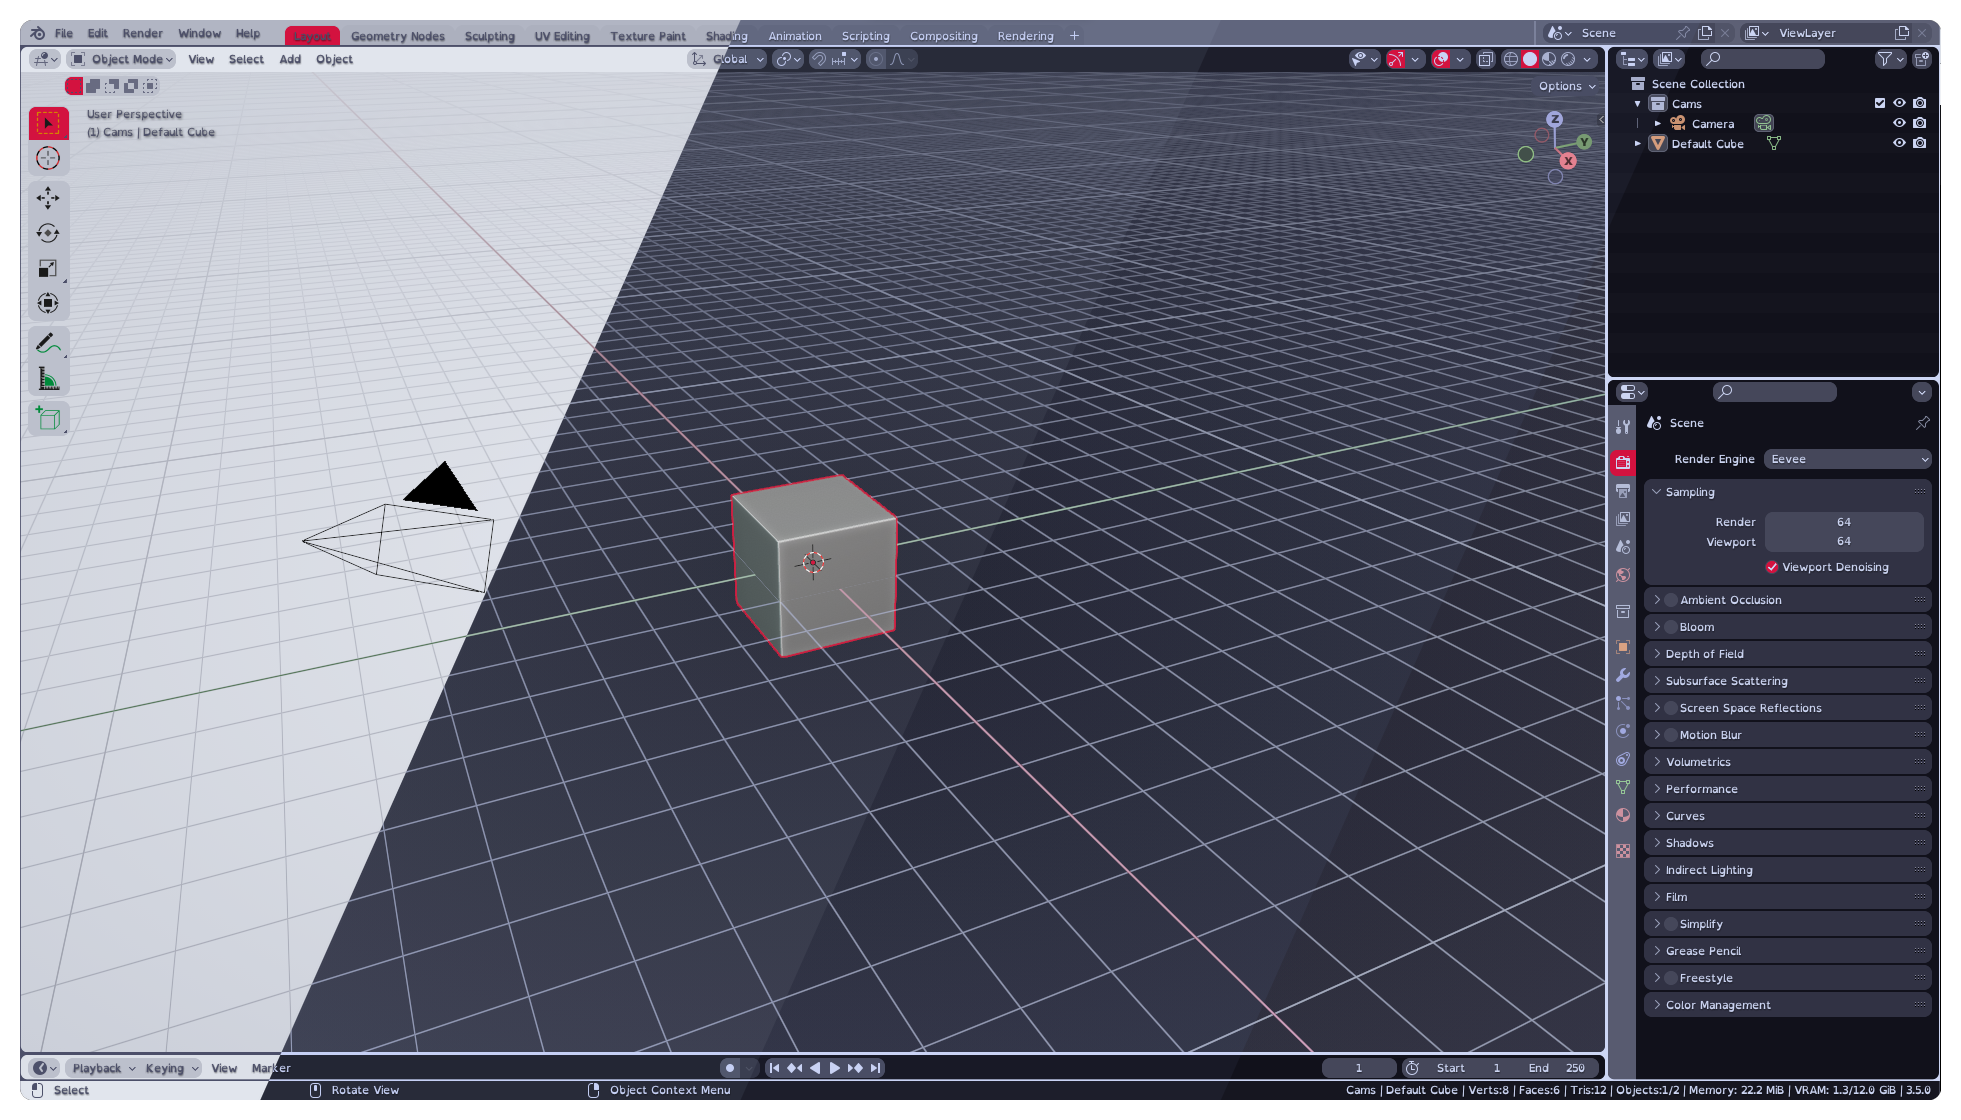 File Edit Render Window Help Layout Geometry Nodes Sculpting UV Editing Texture Paint Shading Animation Scripting Compositing Rendering + Scene ViewLayer
Object Mode View Select Add Object Global
Options
User Perspective
(1) Cams | Default Cube
Z
Y
X
Scene Collection
Cams
Camera
Default Cube
Scene
Render Engine Eevee
Sampling
Render 64
Viewport 64
Viewport Denoising
Ambient Occlusion
Bloom
Depth of Field
Subsurface Scattering
Screen Space Reflections
Motion Blur
Volumetrics
Performance
Curves
Shadows
Indirect Lighting
Film
Simplify
Grease Pencil
Freestyle
Color Management
Playback Keying View Marker 1 Start 1 End 250
Select Rotate View Object Context Menu Cams | Default Cube | Verts:8 | Faces:6 | Tris:12 | Objects:1/2 | Memory: 22.2 MiB | VRAM: 1.3/12.0 GiB | 3.5.0